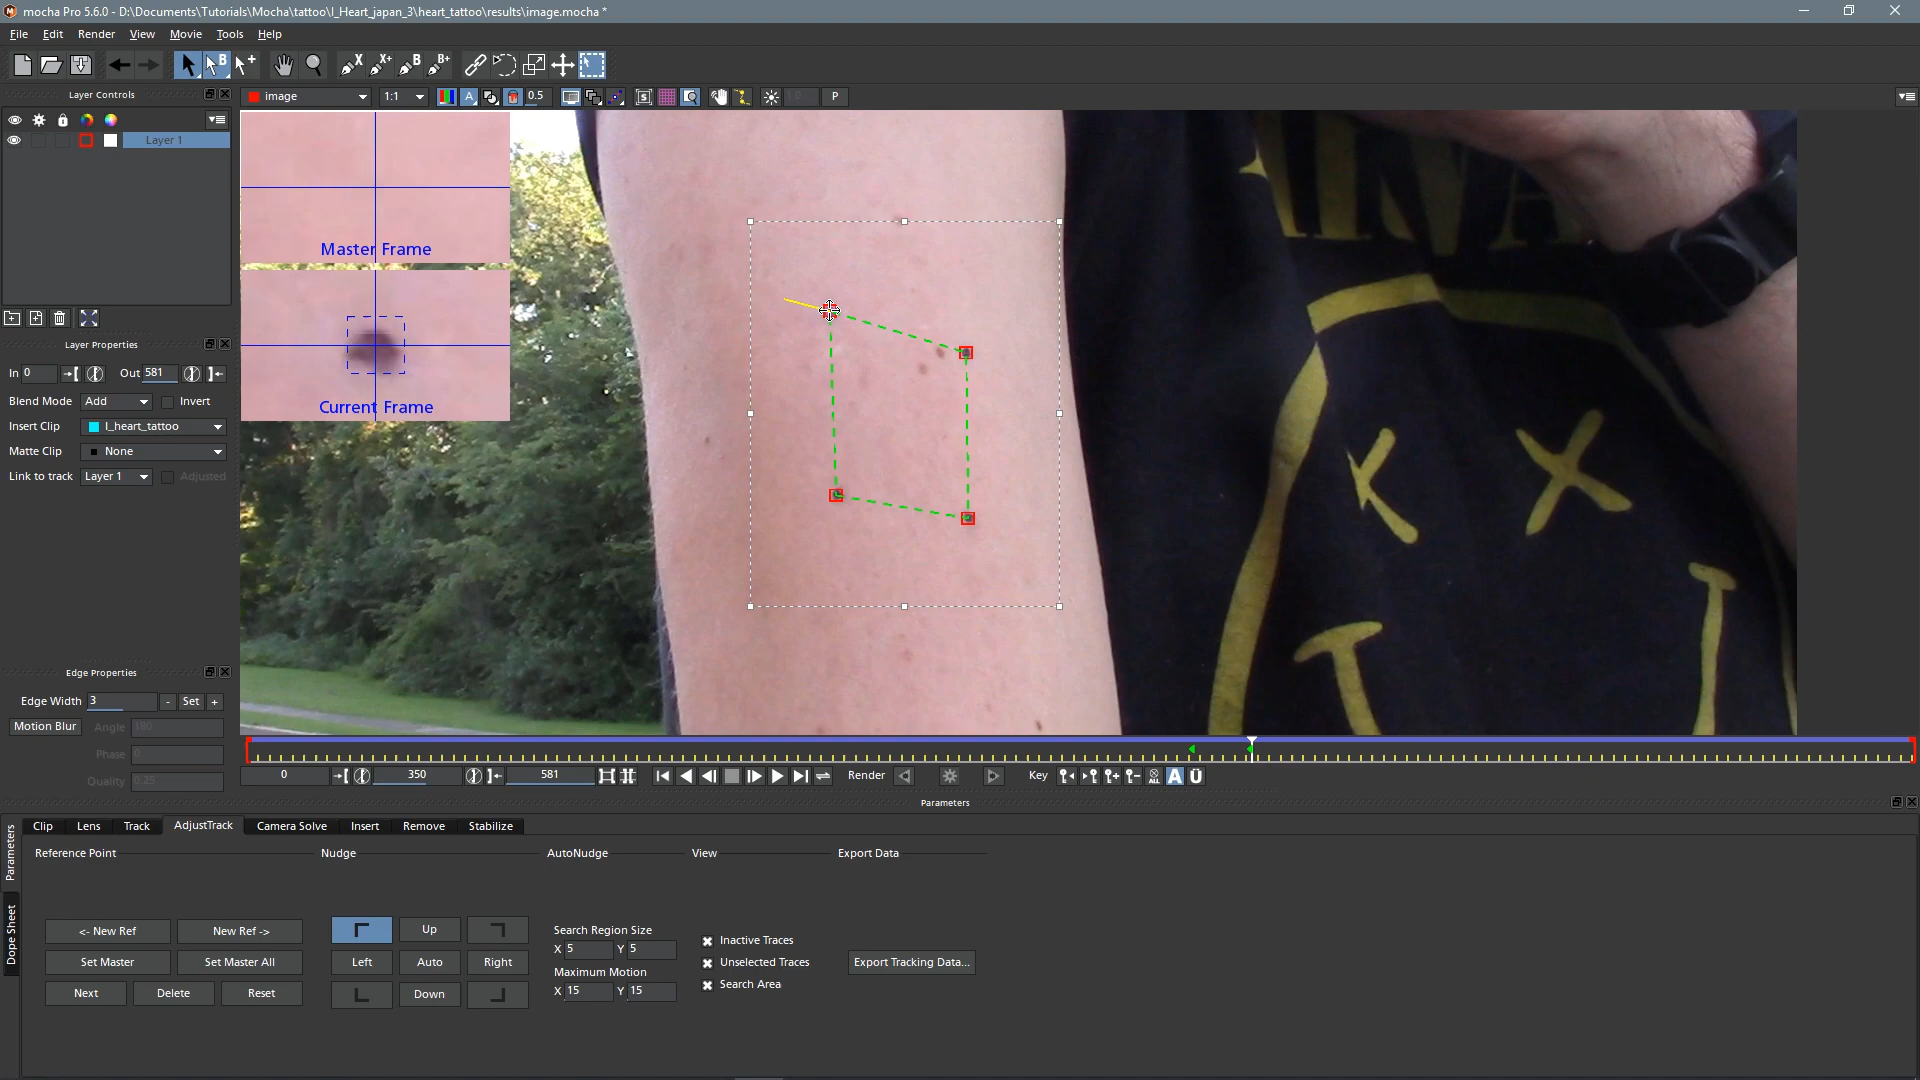 mocha Pro 5.6.0 - D:\Documents\Tutorials\Mocha\tattoo\I_Heart_japan_3\heart_tattoo\results\image.mocha *
File Edit Render View Movie Tools Help
Layer Controls
image 1:1 A 0.5 P
Layer 1
Master Frame
Current Frame
Layer Properties
In 0 Out 581
Blend Mode Add Invert
Insert Clip I_heart_tattoo
Matte Clip None
Link to track Layer 1 Adjusted
Edge Properties
Edge Width 3 - Set +
Motion Blur Angle 180
Phase 0
Quality 0.25
0 350 581 Render Key A Ü
Parameters
Clip Lens Track AdjustTrack Camera Solve Insert Remove Stabilize
Parameters
Dope Sheet
Reference Point Nudge AutoNudge View Export Data
<- New Ref New Ref ->
Set Master Set Master All
Next Delete Reset
Up
Left Auto Right
Down
Search Region Size
X 5 Y 5
Maximum Motion
X 15 Y 15
Inactive Traces
Unselected Traces
Search Area
Export Tracking Data...